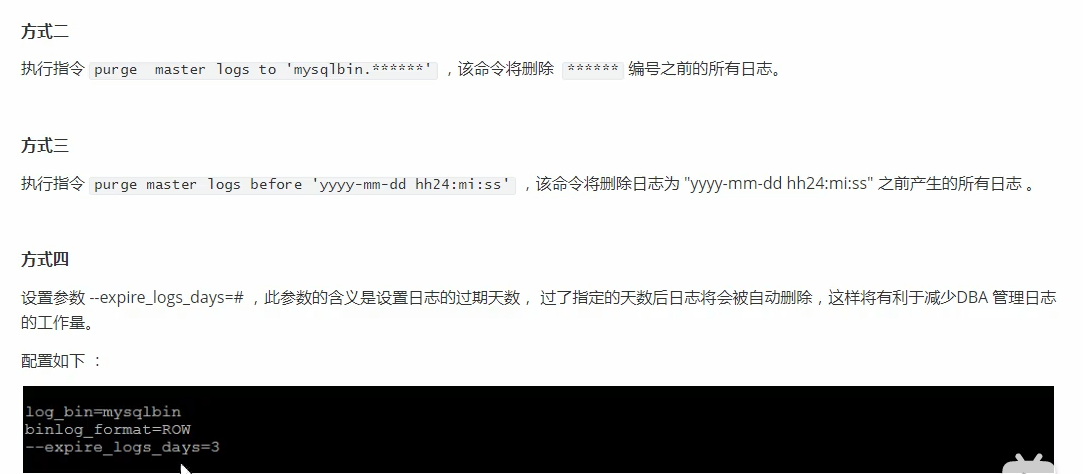 方式二
执行指令 purge  master logs to 'mysqlbin.******' ，该命令将删除 ****** 编号之前的所有日志。
方式三
执行指令 purge master logs before 'yyyy-mm-dd hh24:mi:ss' ，该命令将删除日志为 "yyyy-mm-dd hh24:mi:ss" 之前产生的所有日志 。
方式四
设置参数 --expire_logs_days=# ，此参数的含义是设置日志的过期天数， 过了指定的天数后日志将会被自动删除，这样将有利于减少DBA 管理日志
的工作量。
配置如下 ：
log_bin=mysqlbin
binlog_format=ROW
--expire_logs_days=3